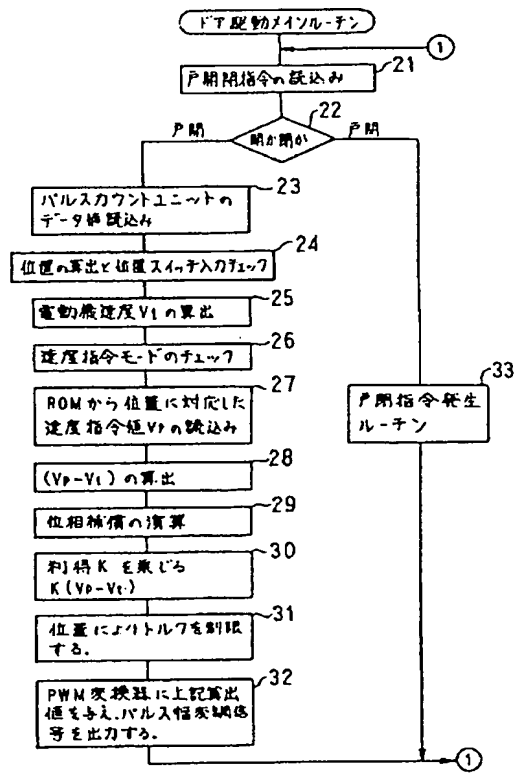 ドア駆動メインルーチン
1
21
戸開閉指令の読込み
22
戸開
開か閉か
戸閉
23
パルスカウントユニットの
データ値読込み
24
位置の算出と位置スイッチ入力チェック
25
電動機速度Vtの算出
26
速度指令モードのチェック
27
ROMから位置に対応した
速度指令値Vpの読込み
33
戸閉指令発生
ルーチン
28
(Vp-Vt)の算出
29
位相補償の演算
30
利得Kを乗じる
K(Vp-Vt)
31
位置によりトルクを制限
する.
32
PWM変換器に上記算出
値を与え、パルス幅変調信
号を出力する.
1